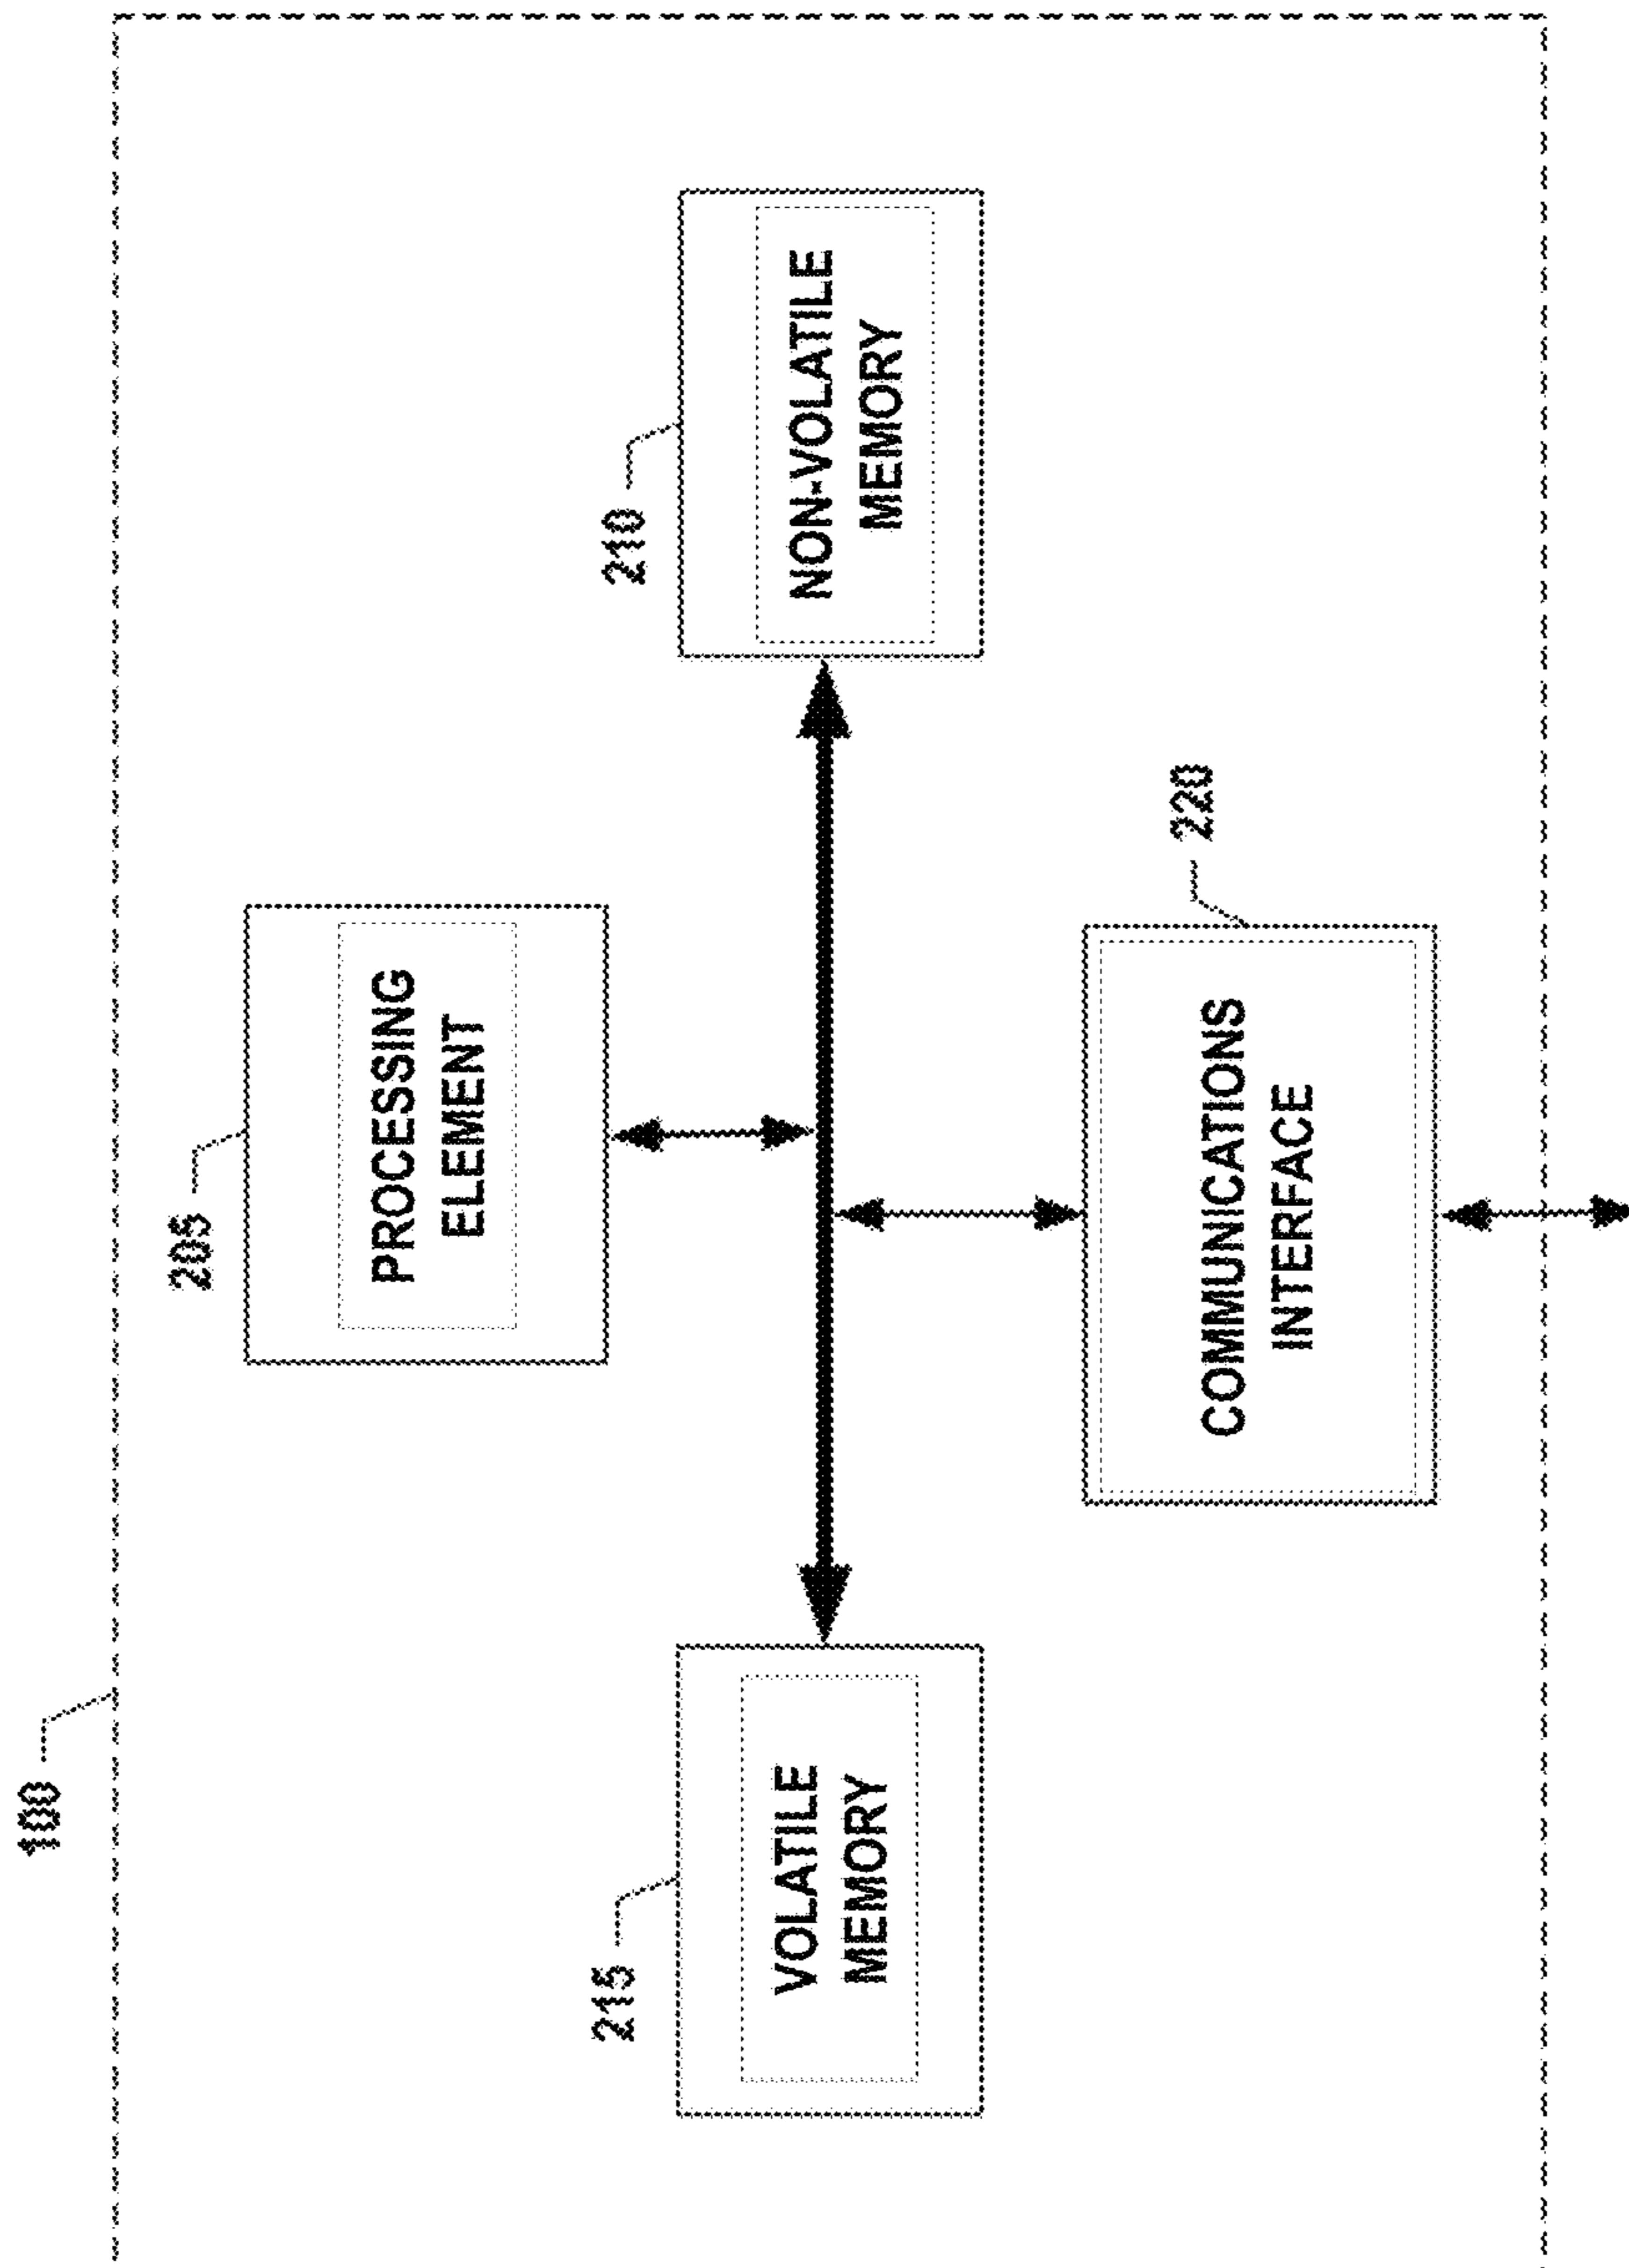 100
205
PROCESSING
ELEMENT
215
VOLATILE
MEMORY
210
NON-VOLATILE
MEMORY
220
COMMUNICATIONS
INTERFACE